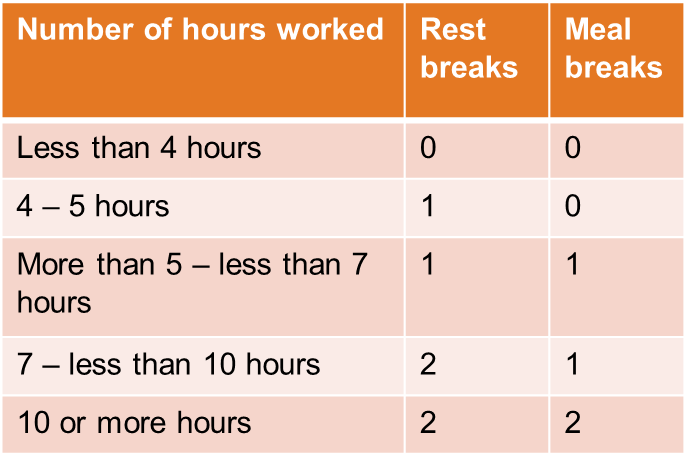 Number of hours worked Rest breaks Meal breaks
Less than 4 hours 0 0
4 – 5 hours 1 0
More than 5 – less than 7 hours 1 1
7 – less than 10 hours 2 1
10 or more hours 2 2